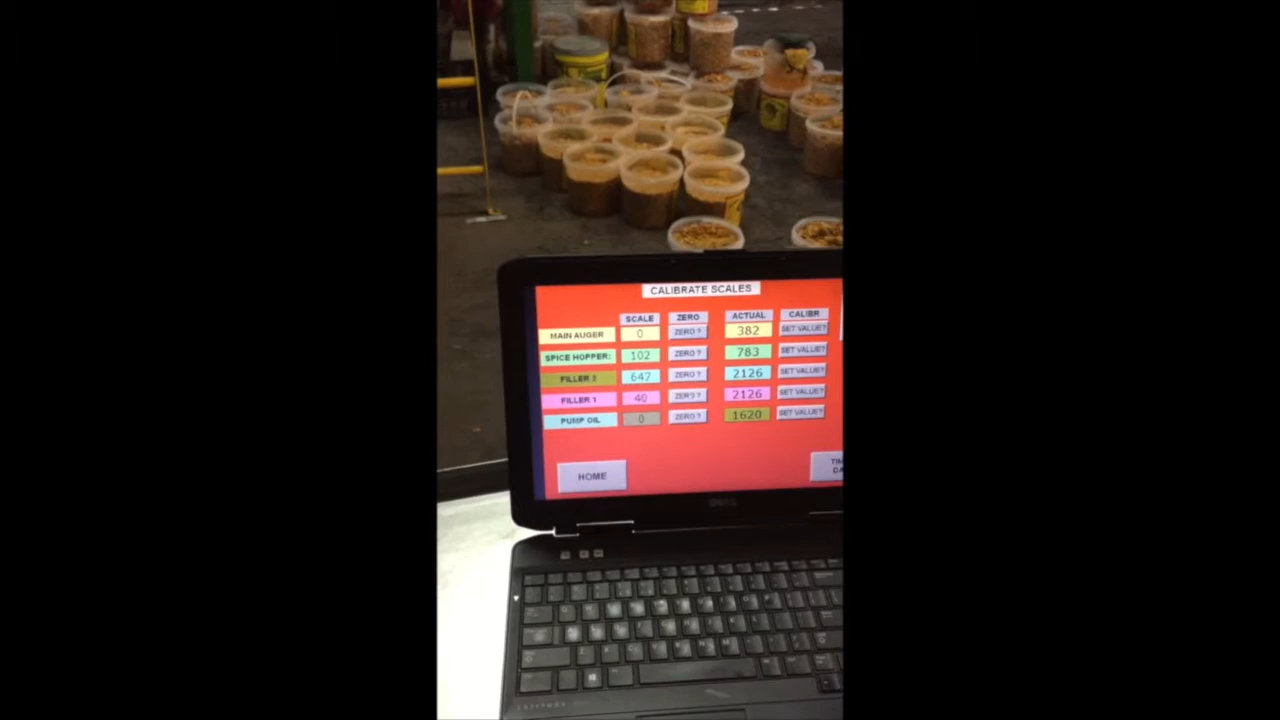 CALIBRATE SCALES
SCALE ZERO ACTUAL CALIBR
MAIN AUGER 0 ZERO ? 382 SET VALUE?
SPICE HOPPER: 102 ZERO ? 783 SET VALUE?
FILLER 2 647 ZERO ? 2126 SET VALUE?
FILLER 1 40 ZERO ? 2126 SET VALUE?
PUMP OIL 0 ZERO ? 1620 SET VALUE?
HOME
DELL
LATITUDE